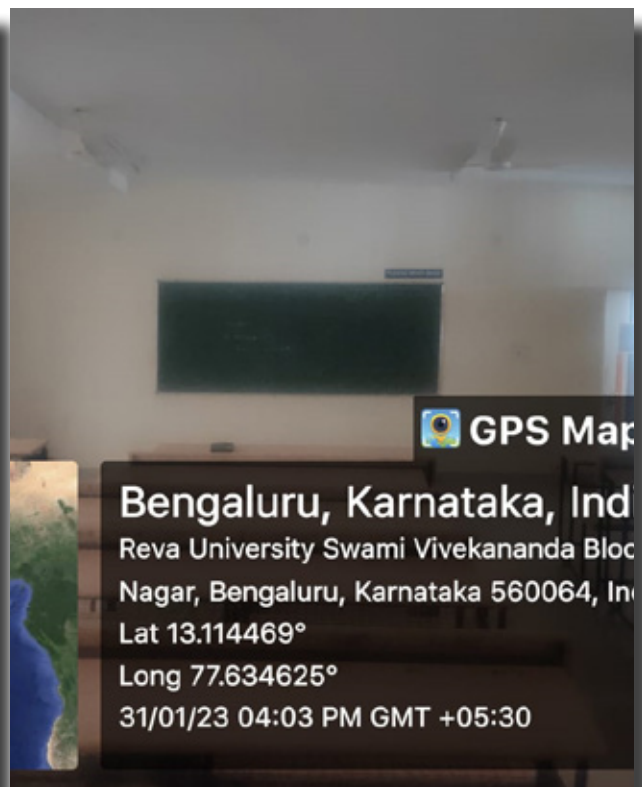 GPS Map
Bengaluru, Karnataka, Indi
Reva University Swami Vivekananda Bloc
Nagar, Bengaluru, Karnataka 560064, In
Lat 13.114469°
Long 77.634625°
31/01/23 04:03 PM GMT +05:30